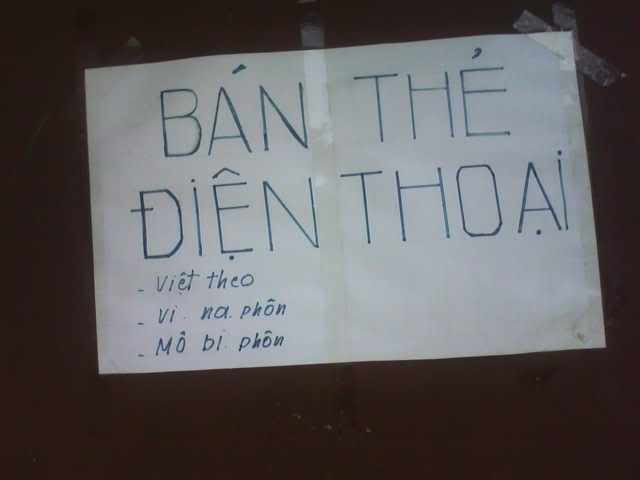 BÁN THẺ
ĐIỆN THOẠI
- Việt theo
- Vi. na. phôn
- Mô bi. phôn